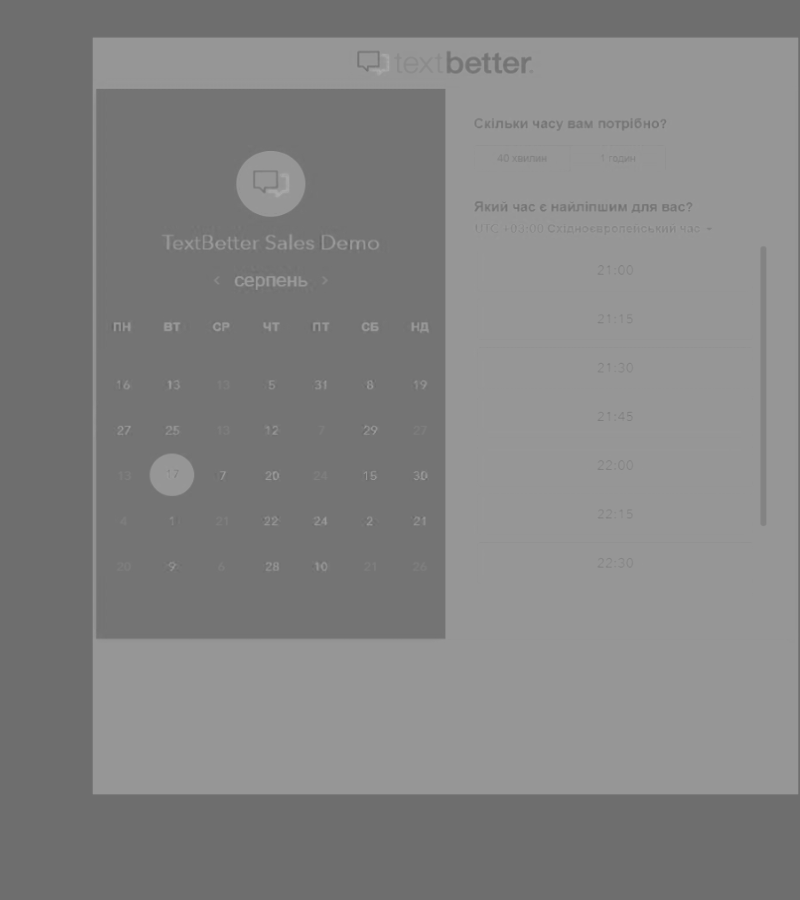 textbetter
TextBetter Sales Demo
серпень
ПН ВТ СР ЧТ ПТ СБ НД
16 13 13 5 31 8 19
27 25 13 12 7 29 27
13 17 7 20 24 15 30
4 1 21 22 24 2 21
20 9 6 28 10 21 26
Скільки часу вам потрібно?
40 хвилин 1 годин
Який час є найліпшим для вас?
UTC +03:00 Східноєвропейський час
21:00
21:15
21:30
21:45
22:00
22:15
22:30